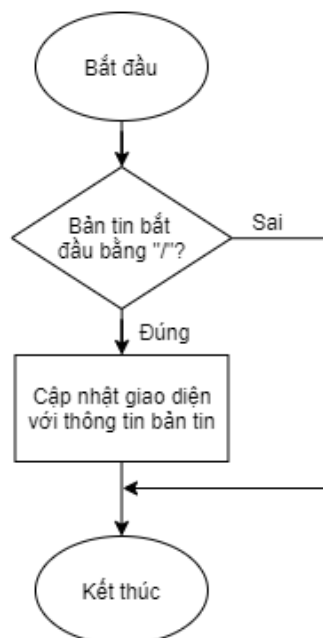 Bắt đầu
Bản tin bắt
đầu bằng "/"?
Sai
Đúng
Cập nhật giao diện
với thông tin bản tin
Kết thúc